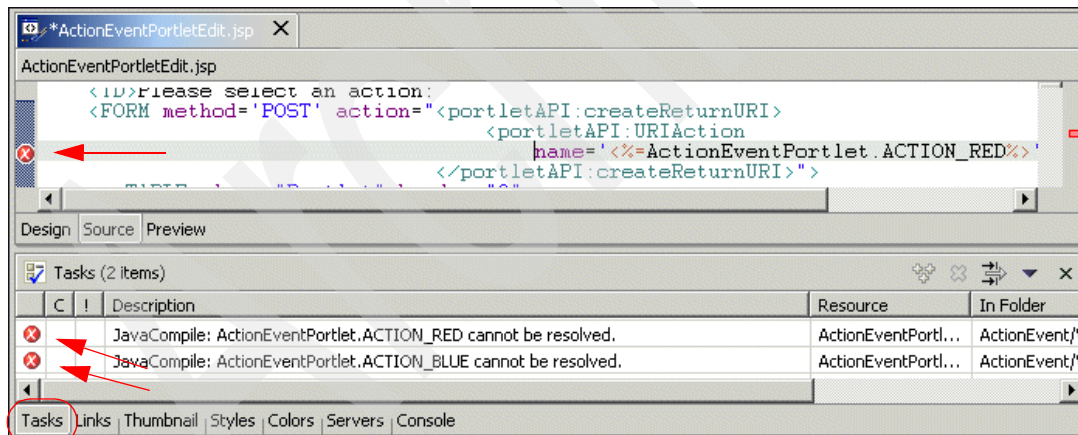 *ActionEventPortletEdit.jsp
ActionEventPortletEdit.jsp
<TD>Please select an action:
<FORM method='POST' action="<portletAPI:createReturnURI>
<portletAPI:URIAction
name='<%=ActionEventPortlet.ACTION_RED%>'
</portletAPI:createReturnURI>">
Design Source Preview
Tasks (2 items)
C ! Description Resource In Folder
JavaCompile: ActionEventPortlet.ACTION_RED cannot be resolved. ActionEventPortl... ActionEvent/
JavaCompile: ActionEventPortlet.ACTION_BLUE cannot be resolved. ActionEventPortl... ActionEvent/
Tasks Links Thumbnail Styles Colors Servers Console